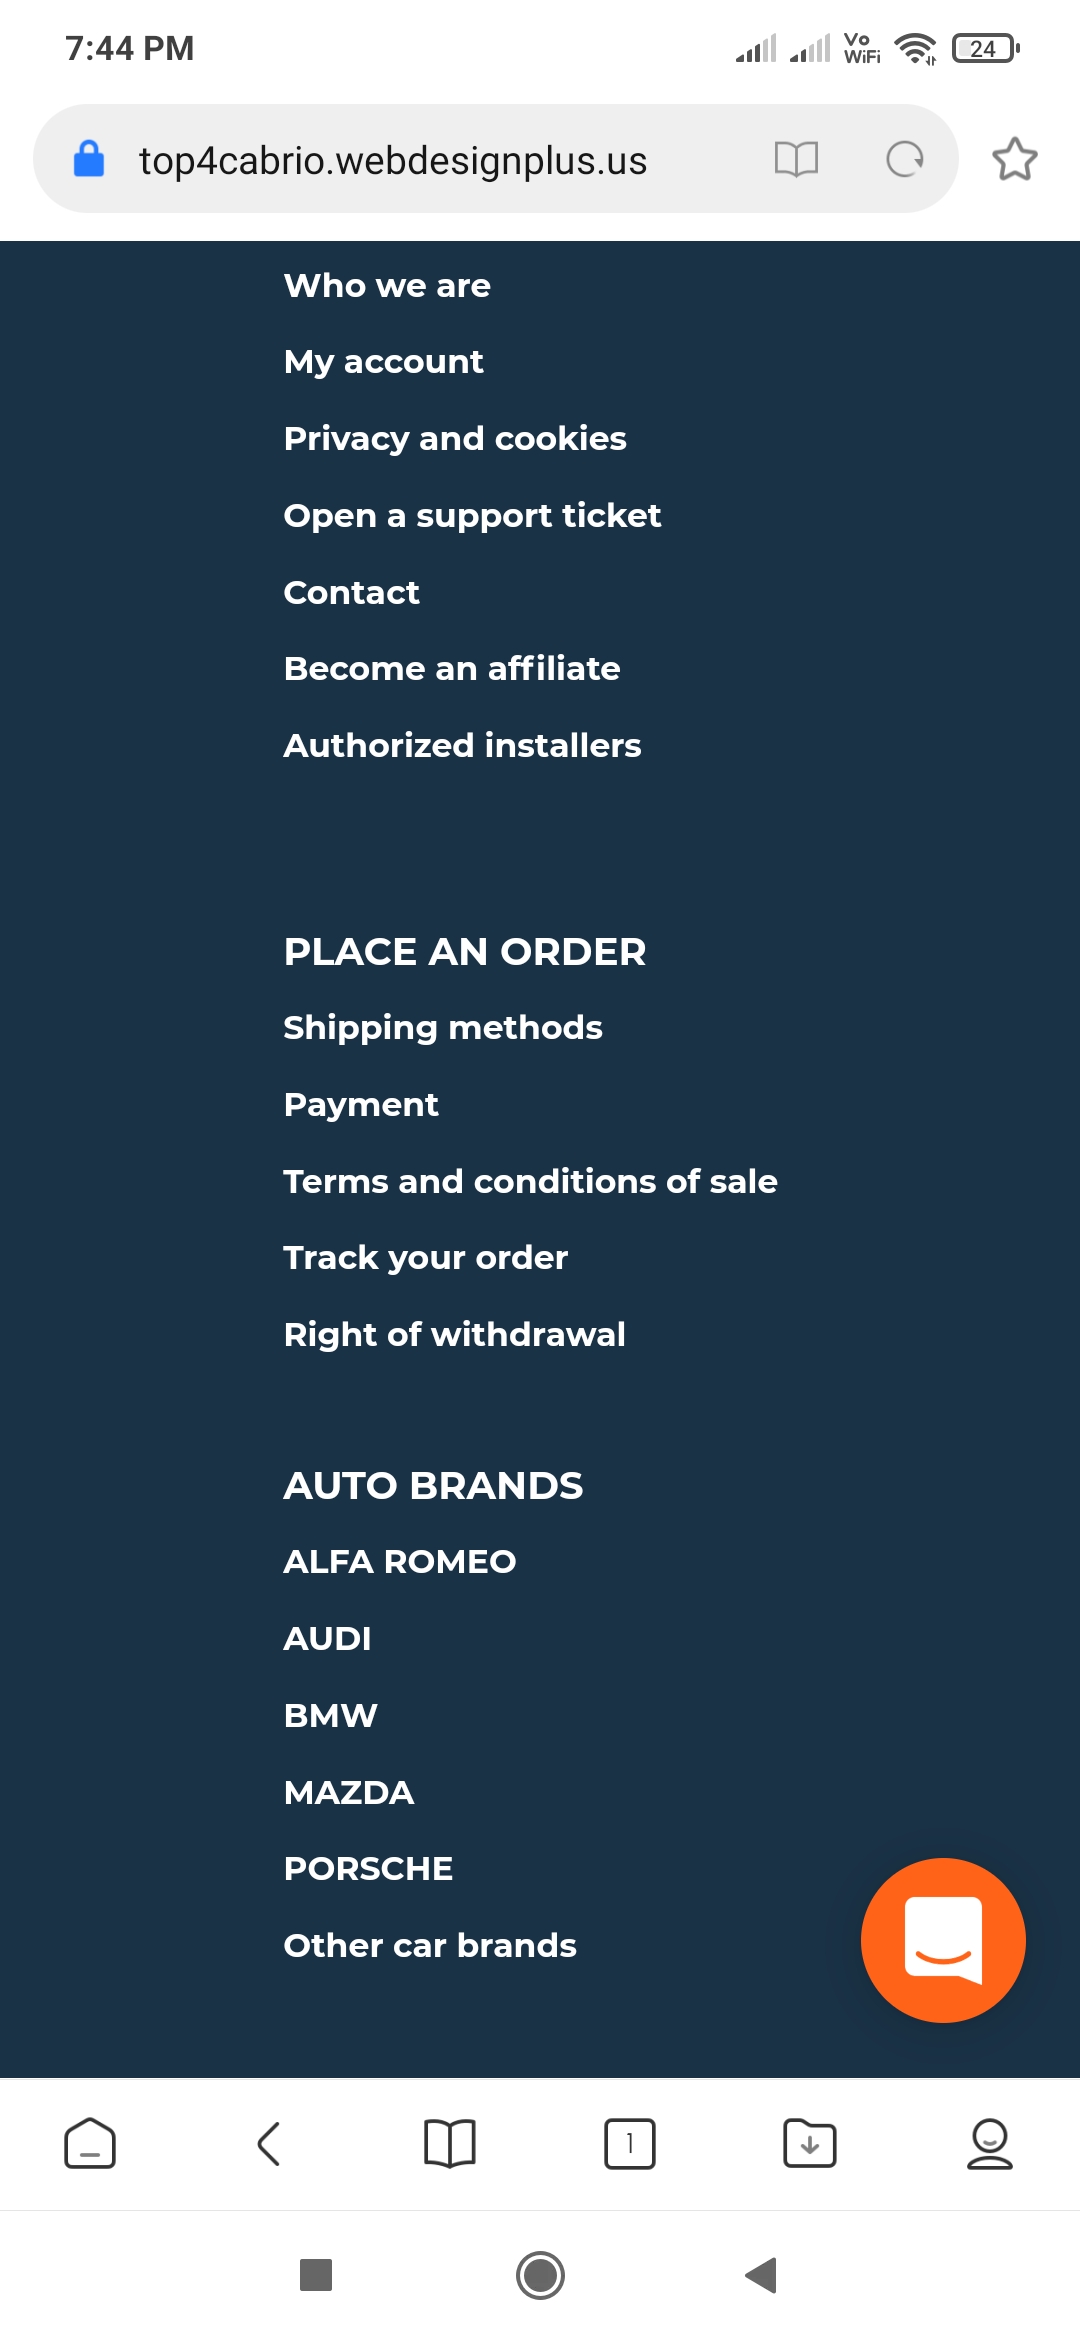 7:44 PM
Vo
WiFi
24
top4cabrio.webdesignplus.us
Who we are
My account
Privacy and cookies
Open a support ticket
Contact
Become an affiliate
Authorized installers
PLACE AN ORDER
Shipping methods
Payment
Terms and conditions of sale
Track your order
Right of withdrawal
AUTO BRANDS
ALFA ROMEO
AUDI
BMW
MAZDA
PORSCHE
Other car brands
1